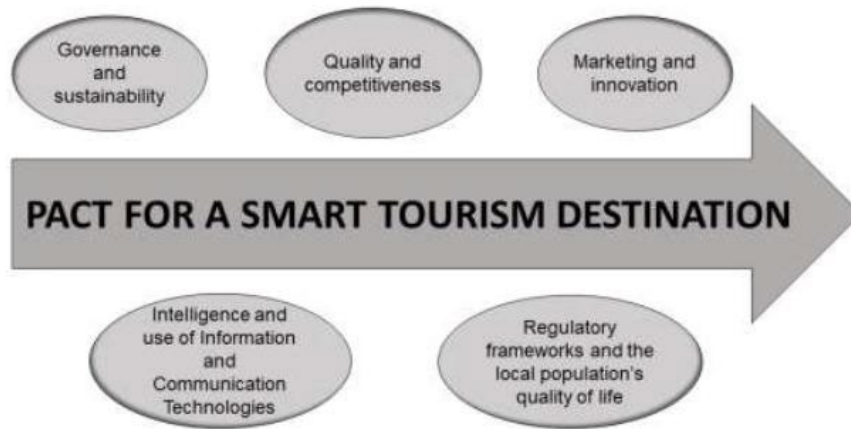 Governance
and
sustainability
Quality and
competitiveness
Marketing and
innovation
PACT FOR A SMART TOURISM DESTINATION
Intelligence and
use of Information
and
Communication
Technologies
Regulatory
frameworks and the
local population's
quality of life